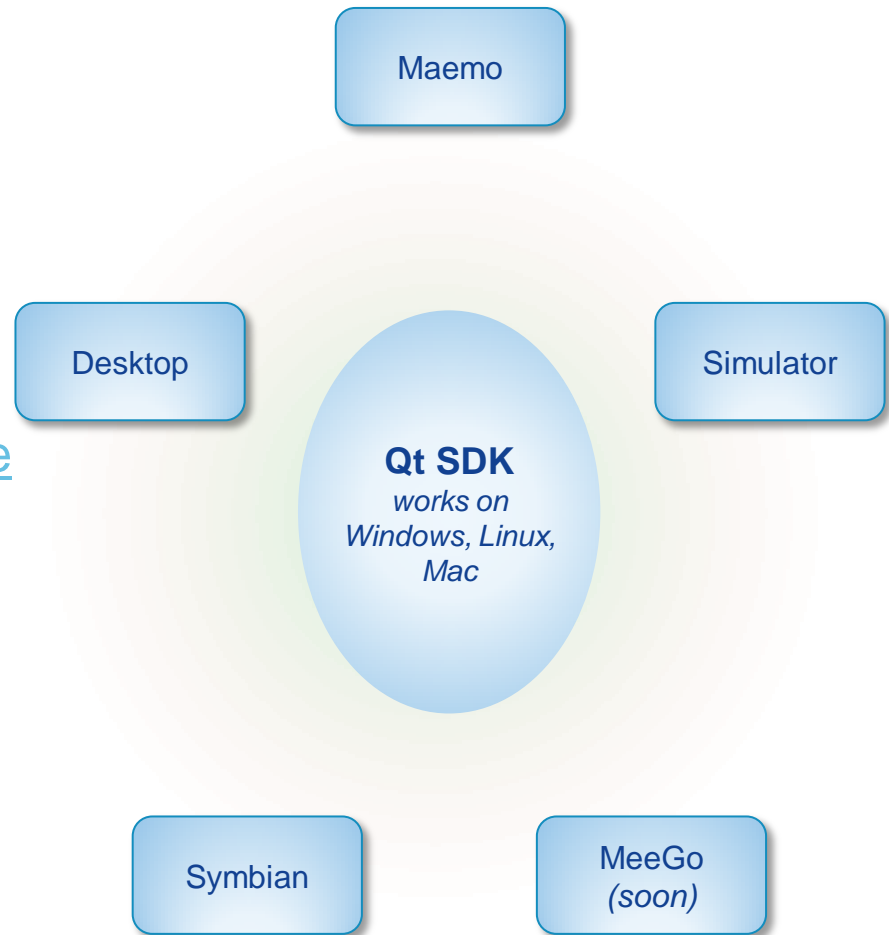 Maemo
Desktop
Simulator
e
Qt SDK
works on
Windows, Linux,
Mac
Symbian
MeeGo
(soon)